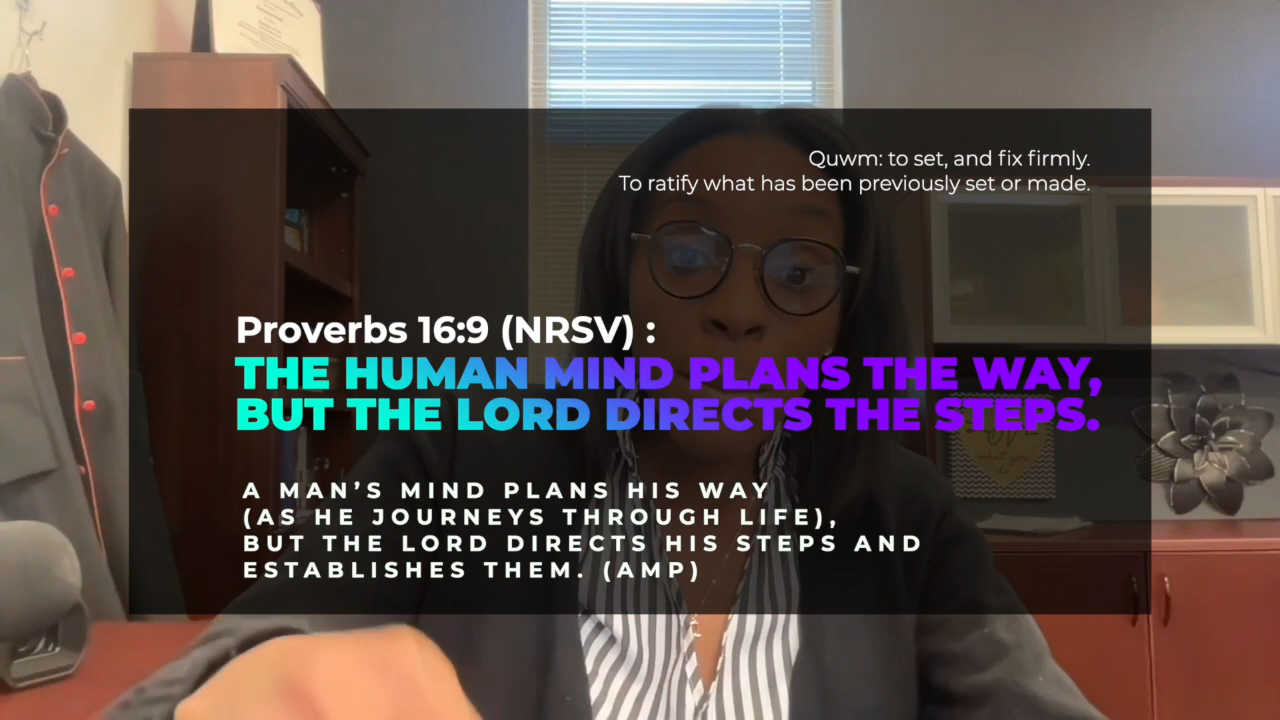 Quwm: to set, and fix firmly.
To ratify what has been previously set or made.
Proverbs 16:9 (NRSV) :
THE HUMAN MIND PLANS THE WAY,
BUT THE LORD DIRECTS THE STEPS.
A MAN’S MIND PLANS HIS WAY
(AS HE JOURNEYS THROUGH LIFE),
BUT THE LORD DIRECTS HIS STEPS AND
ESTABLISHES THEM. (AMP)